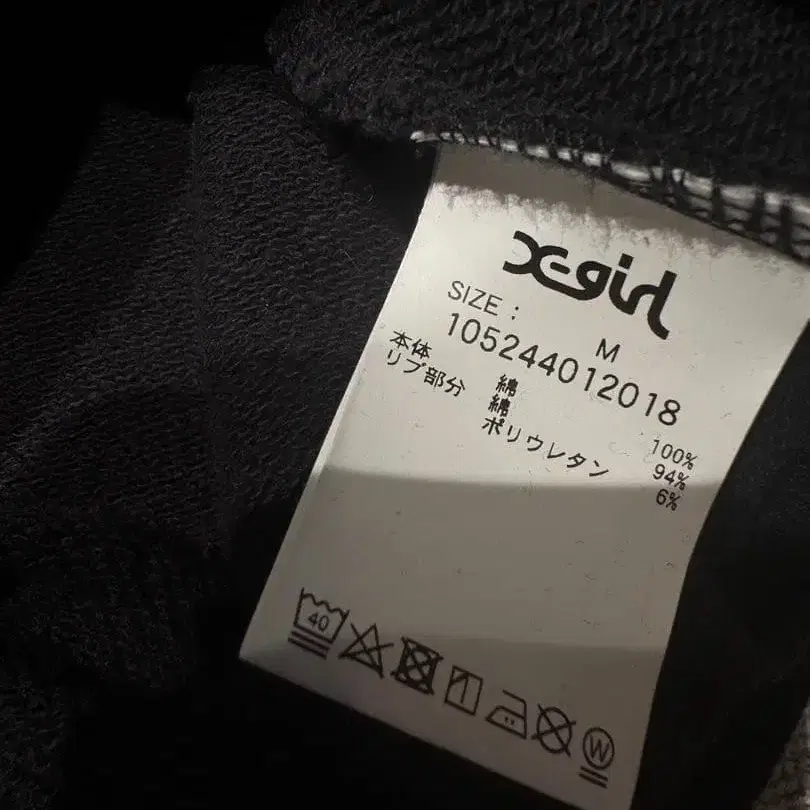 X-girl
SIZE : M
105244012018
本体 綿 100%
リブ部分 綿 94%
ポリウレタン 6%
40
W